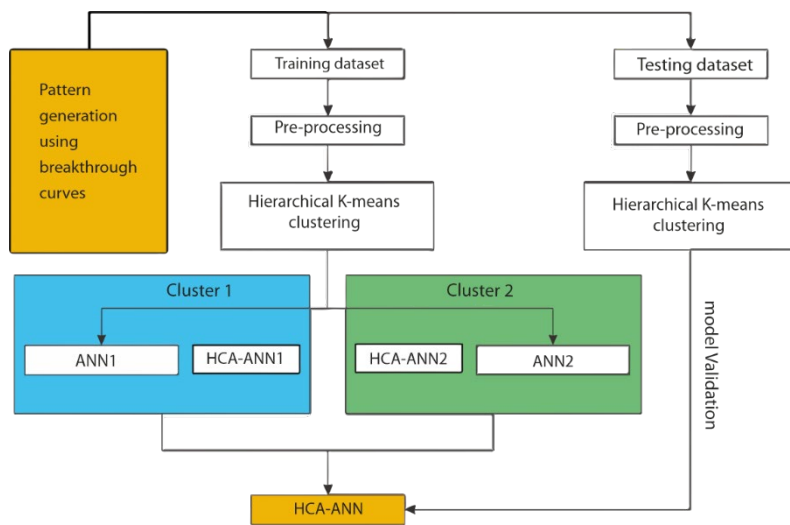 Pattern
generation
using
breakthrough
curves
Training dataset
Testing dataset
Pre-processing
Pre-processing
Hierarchical K-means
clustering
Hierarchical K-means
clustering
Cluster 1
Cluster 2
ANN1
HCA-ANN1
HCA-ANN2
ANN2
model Validation
HCA-ANN